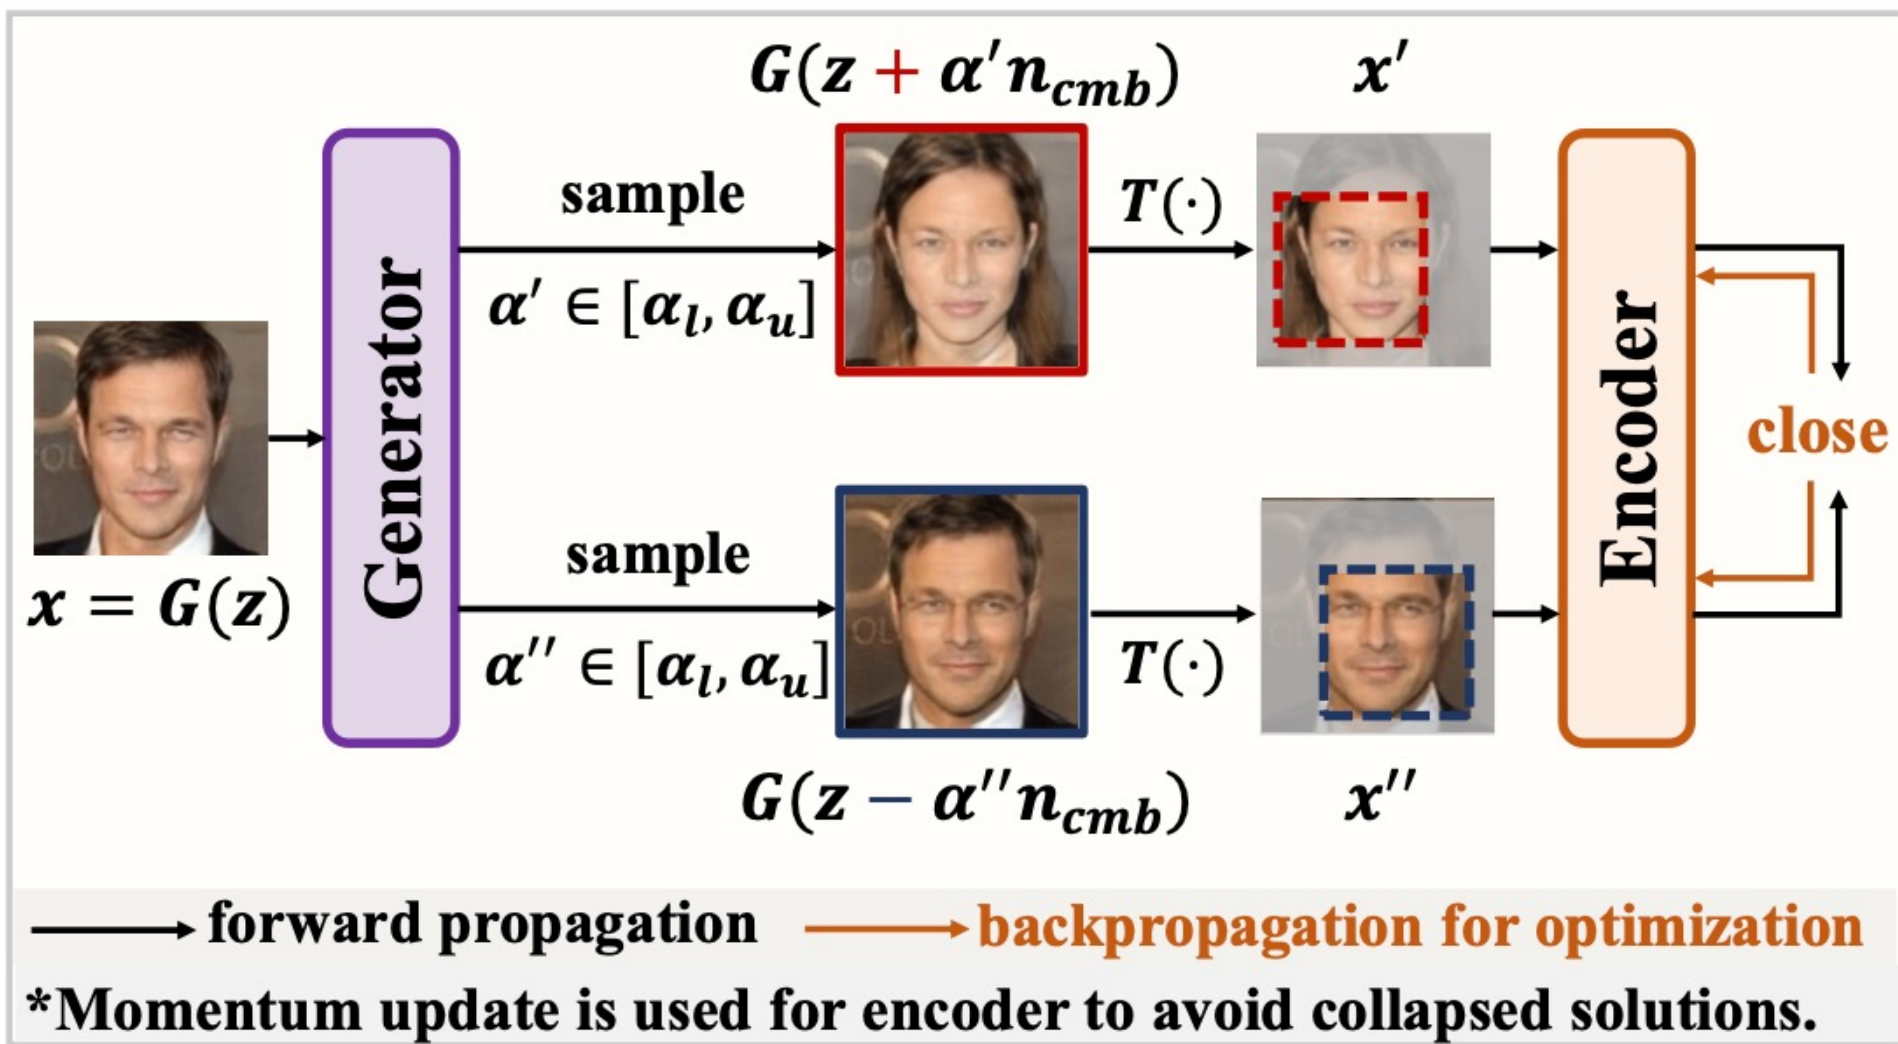 G(z + α′n_cmb)
x′
sample
T(·)
α′ ∈ [α_l, α_u]
Generator
Encoder
close
x = G(z)
sample
α′′ ∈ [α_l, α_u]
T(·)
G(z − α′′n_cmb)
x′′
forward propagation
backpropagation for optimization
*Momentum update is used for encoder to avoid collapsed solutions.